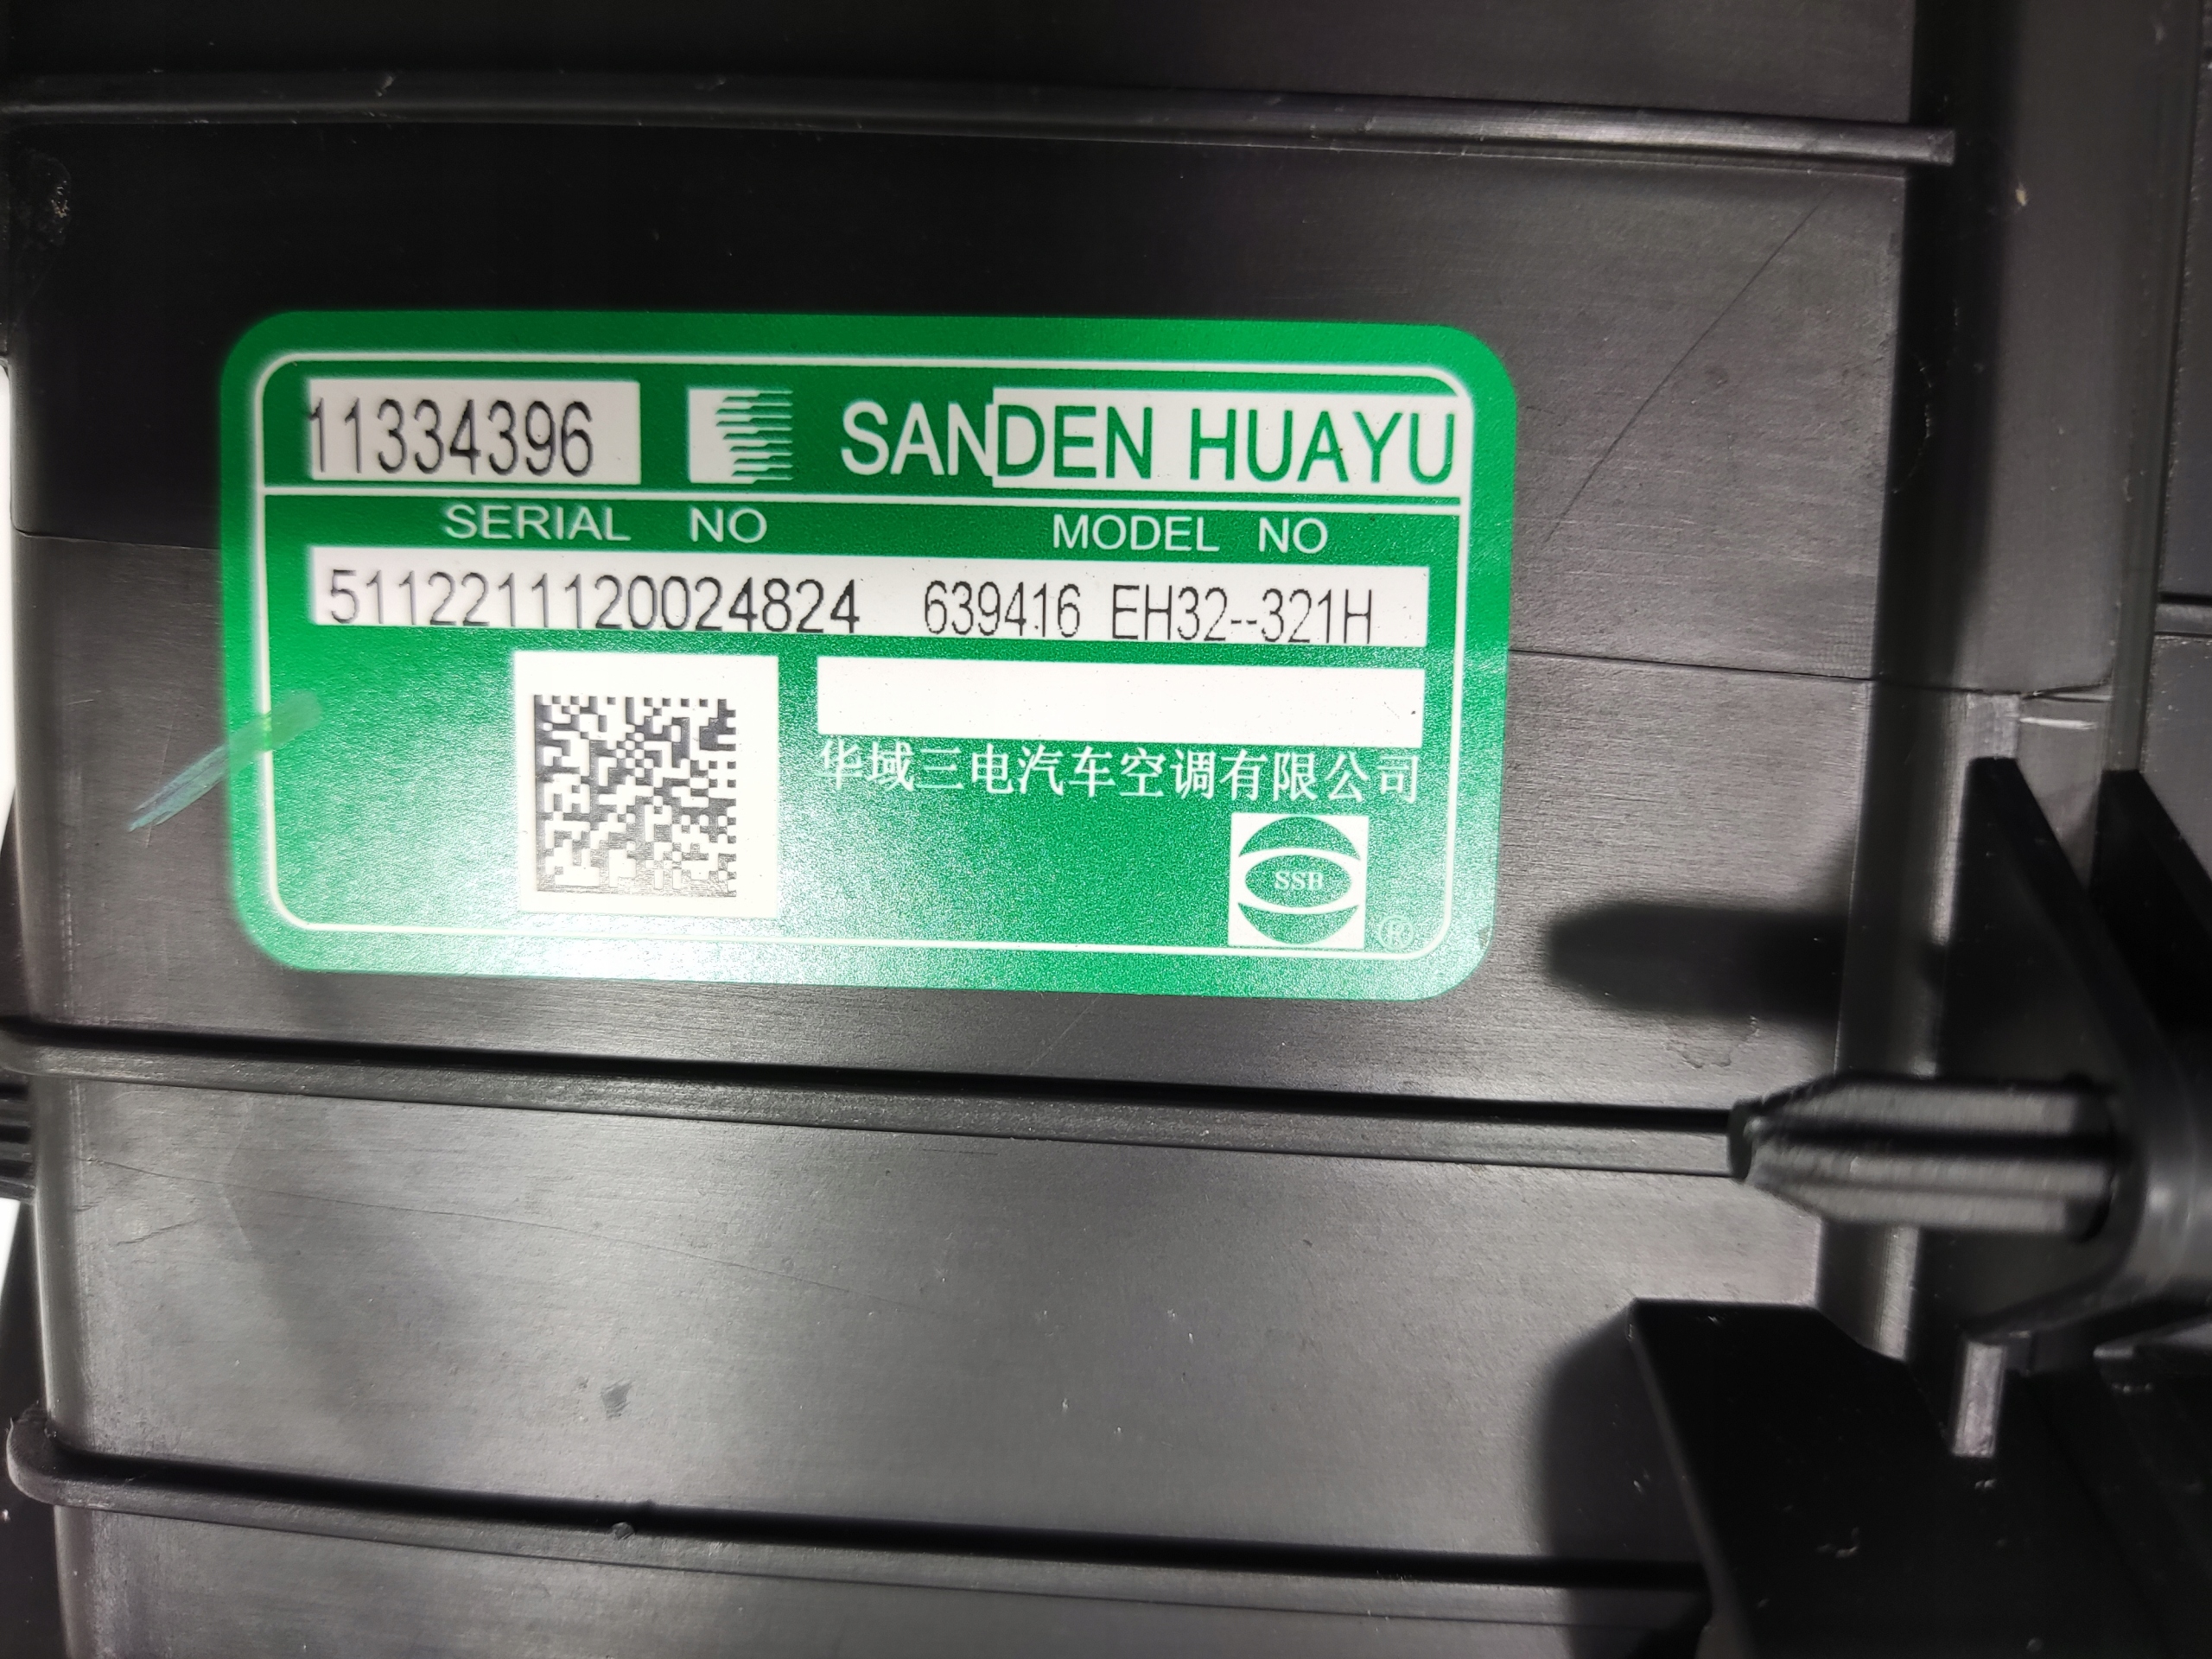 11334396 SANDEN HUAYU
SERIAL NO MODEL NO
5112211120024824 639416 EH32--321H
华域三电汽车空调有限公司
SSB
®